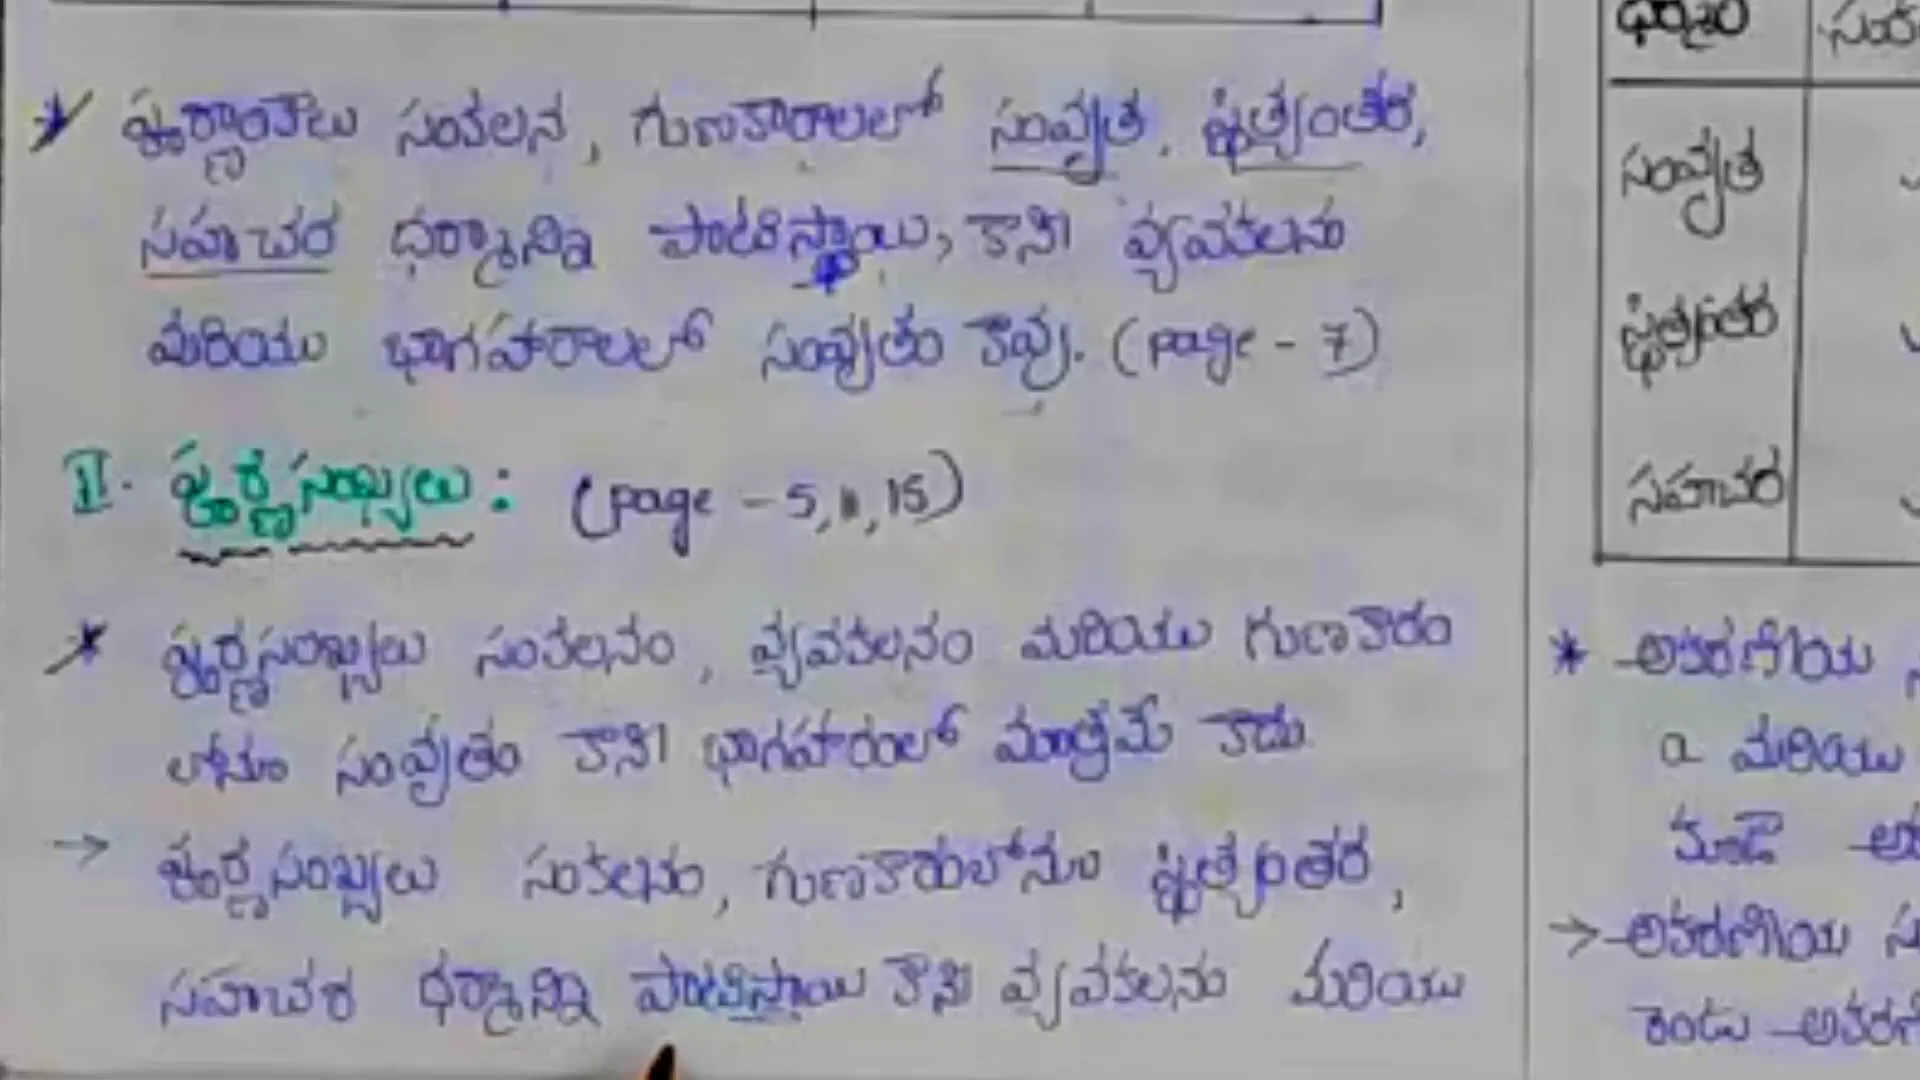 పూర్ణాంకాలు సంకలన, గుణకారాలలో సంవృత, స్థిత్యంతర,
సహచర ధర్మాన్ని పాటిస్తాయి, కాని వ్యవకలను
మరియు భాగహారాలలో సంవృతం కావు. (page - 7)
II. పూర్ణసంఖ్యలు : (page - 5, 11, 15)
* పూర్ణసంఖ్యలు సంకలనం, వ్యవకలనం మరియు గుణకారం
లోనూ సంవృతం కాని భాగహారంలో మాత్రమే కాదు.
→ పూర్ణసంఖ్యలు సంకలనం, గుణకారంలోనూ స్థిత్యంతర,
సహచర ధర్మాన్ని పాటిస్తాయి కాని వ్యవకలను మరియు
ధర్మం
సంవృత
స్థిత్యంతర
సహచర
* అకరణీయ
a మరియు
కూడా
→ అకరణీయ
రెండు